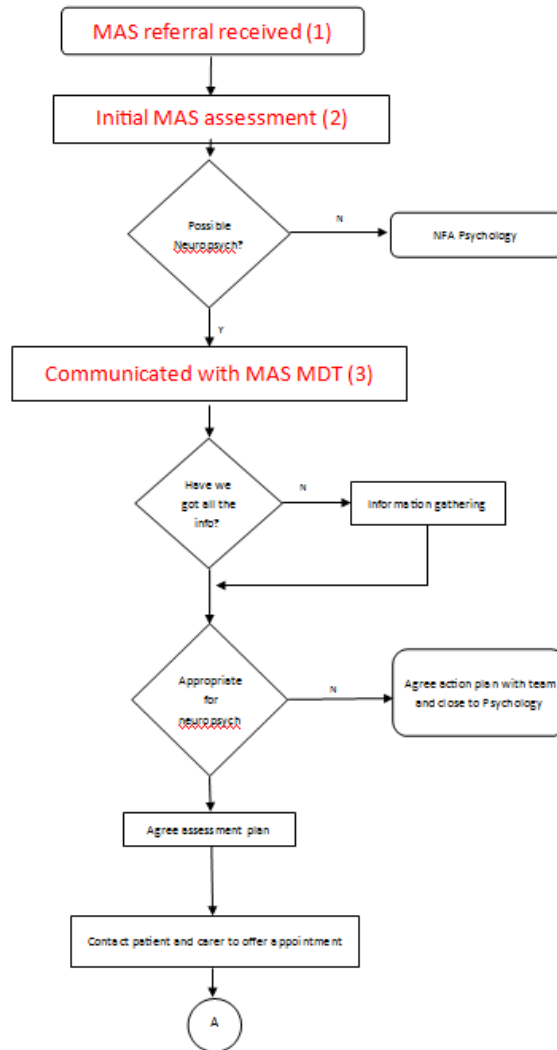 MAS referral received (1)
Initial MAS assessment (2)
Possible
Neuropsych?
N
NFA Psychology
Y
Communicated with MAS MDT (3)
Have we
got all the
info?
N
Information gathering
Appropriate
for
neuropsych
N
Agree action plan with team
and close to Psychology
Agree assessment plan
Contact patient and carer to offer appointment
A